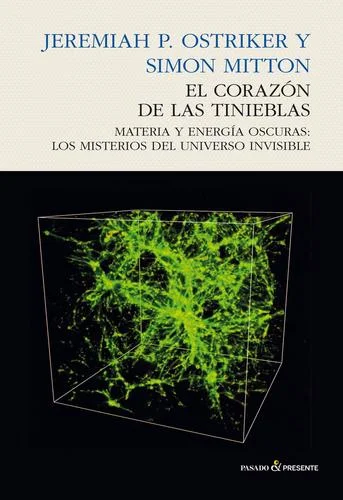 JEREMIAH P. OSTRIKER Y
SIMON MITTON
EL CORAZÓN
DE LAS TINIEBLAS
MATERIA Y ENERGÍA OSCURAS:
LOS MISTERIOS DEL UNIVERSO INVISIBLE
PASADO & PRESENTE